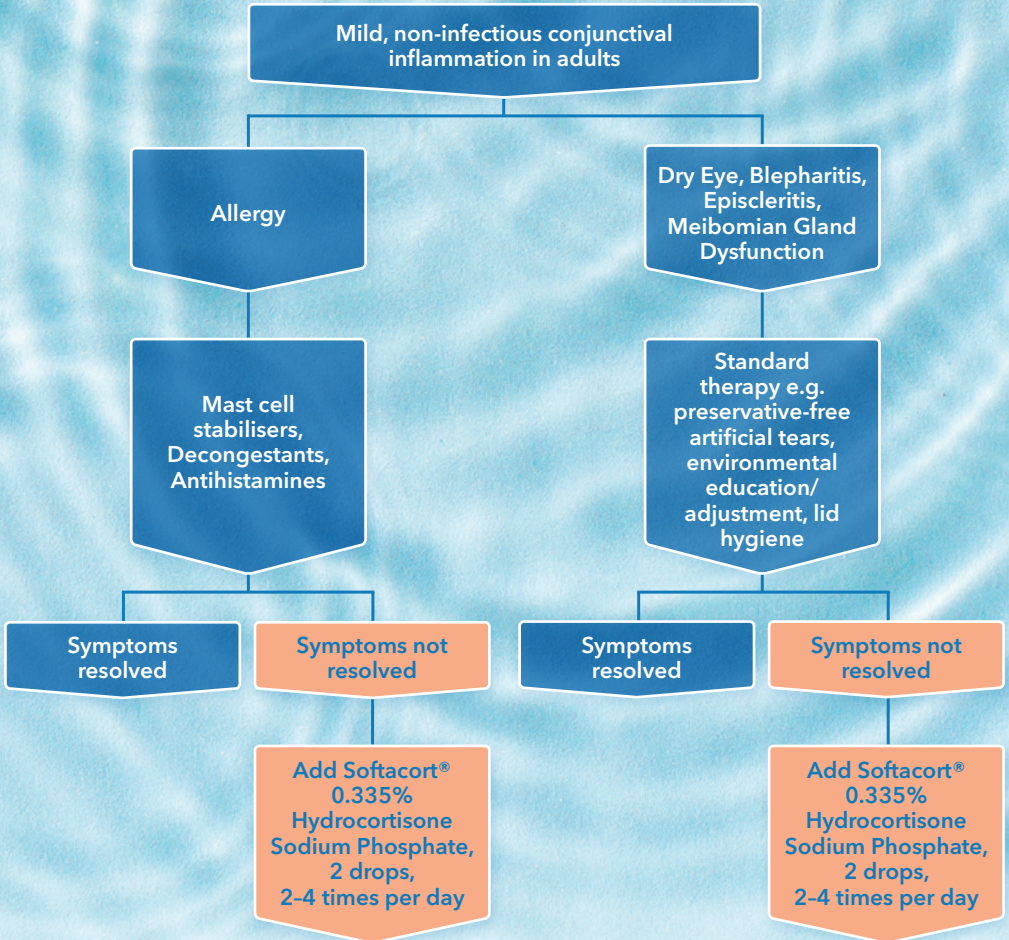 Mild, non-infectious conjunctival
inflammation in adults
Allergy
Dry Eye, Blepharitis,
Episcleritis,
Meibomian Gland
Dysfunction
Mast cell
stabilisers,
Decongestants,
Antihistamines
Standard
therapy e.g.
preservative-free
artificial tears,
environmental
education/
adjustment, lid
hygiene
Symptoms
resolved
Symptoms not
resolved
Symptoms
resolved
Symptoms not
resolved
Add Softacort®
0.335%
Hydrocortisone
Sodium Phosphate,
2 drops,
2–4 times per day
Add Softacort®
0.335%
Hydrocortisone
Sodium Phosphate,
2 drops,
2–4 times per day